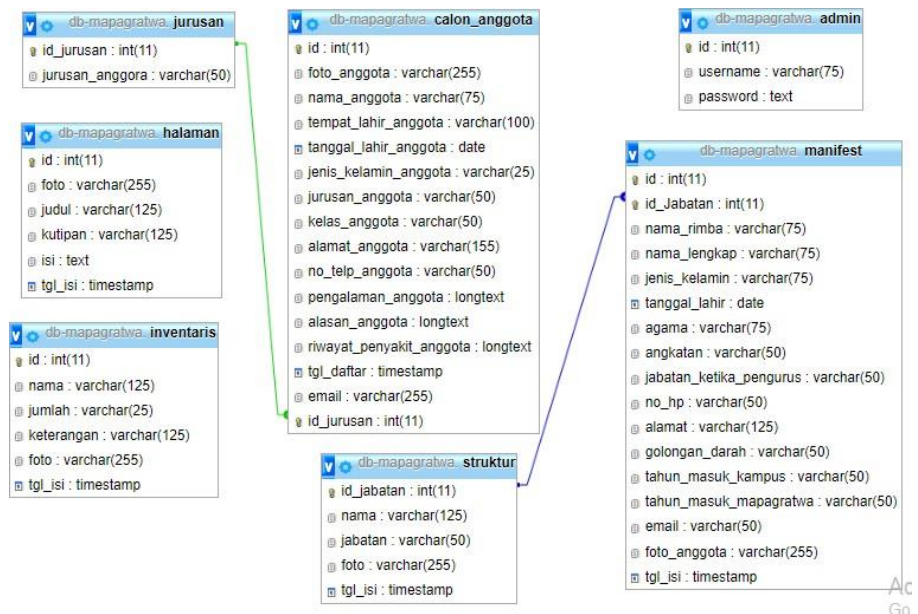 db-mapagratwa. jurusan
id_jurusan : int(11)
jurusan_anggora : varchar(50)
db-mapagratwa. halaman
id : int(11)
foto : varchar(255)
judul : varchar(125)
kutipan : varchar(125)
isi : text
tgl_isi : timestamp
db-mapagratwa. inventaris
id : int(11)
nama : varchar(125)
jumlah : varchar(25)
keterangan : varchar(125)
foto : varchar(255)
tgl_isi : timestamp
db-mapagratwa. calon_anggota
id : int(11)
foto_anggota : varchar(255)
nama_anggota : varchar(75)
tempat_lahir_anggota : varchar(100)
tanggal_lahir_anggota : date
jenis_kelamin_anggota : varchar(25)
jurusan_anggota : varchar(50)
kelas_anggota : varchar(50)
alamat_anggota : varchar(155)
no_telp_anggota : varchar(50)
pengalaman_anggota : longtext
alasan_anggota : longtext
riwayat_penyakit_anggota : longtext
tgl_daftar : timestamp
email : varchar(255)
id_jurusan : int(11)
db-mapagratwa. struktur
id_jabatan : int(11)
nama : varchar(125)
jabatan : varchar(50)
foto : varchar(255)
tgl_isi : timestamp
db-mapagratwa. admin
id : int(11)
username : varchar(75)
password : text
db-mapagratwa. manifest
id : int(11)
id_Jabatan : int(11)
nama_rimba : varchar(75)
nama_lengkap : varchar(75)
jenis_kelamin : varchar(75)
tanggal_lahir : date
agama : varchar(75)
angkatan : varchar(50)
jabatan_ketika_pengurus : varchar(50)
no_hp : varchar(50)
alamat : varchar(125)
golongan_darah : varchar(50)
tahun_masuk_kampus : varchar(50)
tahun_masuk_mapagratwa : varchar(50)
email : varchar(50)
foto_anggota : varchar(255)
tgl_isi : timestamp